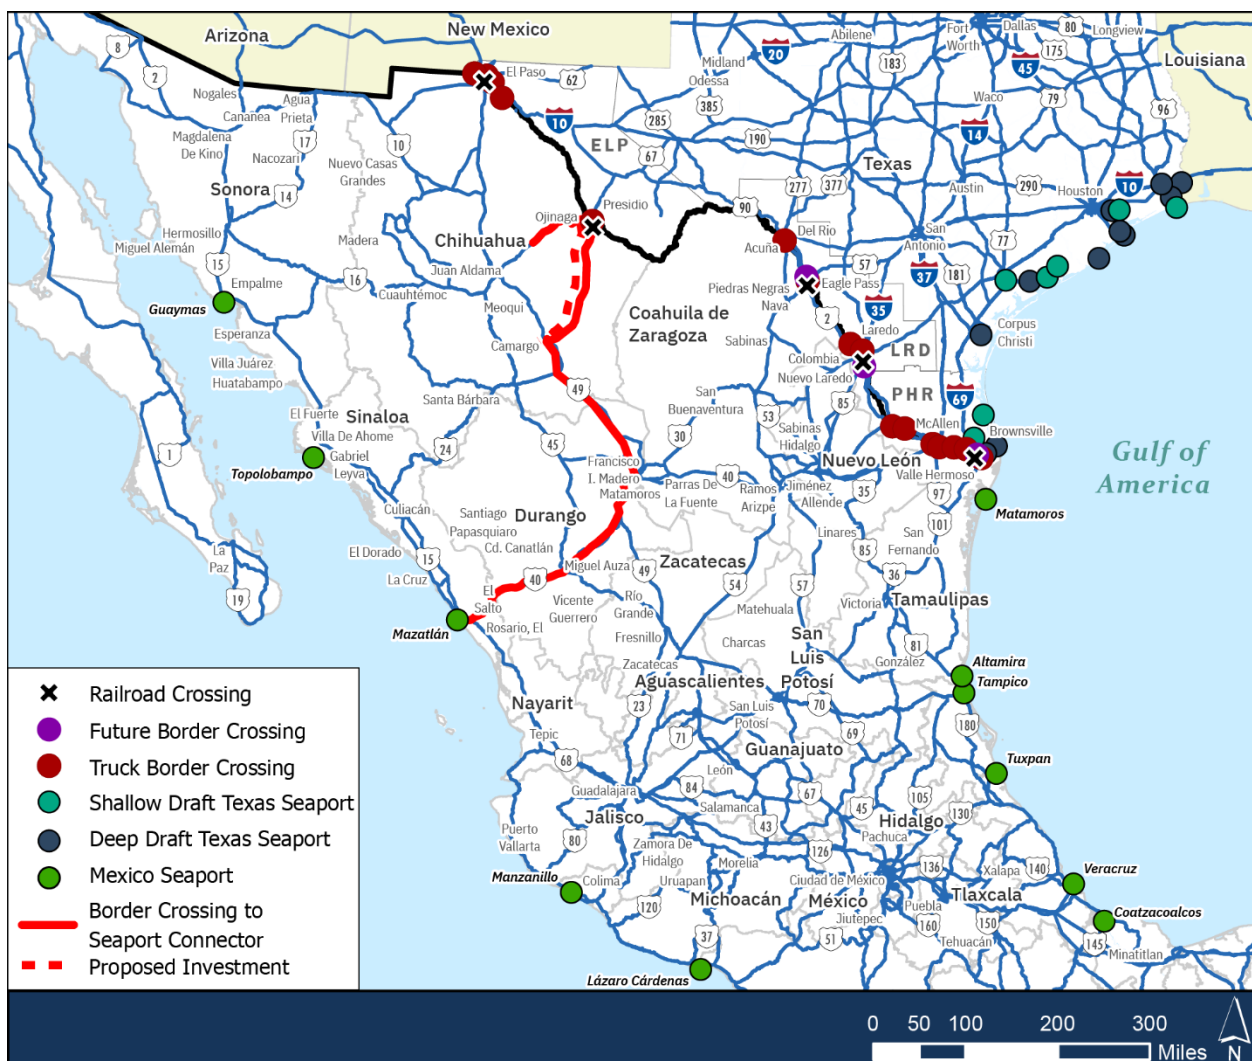 Arizona
New Mexico
Louisiana
Texas
Fort
Worth
Dallas
80
Longview
175
Abilene
20
183
45
Midland
Odessa
385
Waco
79
96
8
2
Nogales
Cananea
Agua
Prieta
El Paso
62
10
285
14
Magdalena
De Kino
17
Nacozari
10
ELP
67
190
Nuevo Casas
Grandes
Sonora
14
277
377
Austin
290
Houston
10
Presidio
Ojinaga
90
Del Rio
Acuña
San
Antonio
77
Hermosillo
Miguel Alemán
Madera
Chihuahua
15
Empalme
Guaymas
16
Juan Aldama
Cuauhtémoc
Meoqui
57
37
181
Piedras Negras
Eagle Pass
Nava
35
2
Coahuila de
Zaragoza
Esperanza
Camargo
Sabinas
Laredo
Corpus
Christi
Colombia
LRD
Villa Juárez
Huatabampo
Nuevo Laredo
PHR
49
Santa Bárbara
San
Buenaventura
85
69
El Fuerte
Sinaloa
53
Sabinas
Hidalgo
McAllen
Brownsville
Villa De Ahome
Gabriel
Leyva
24
45
30
1
Topolobampo
Francisco
I. Madero
Matamoros
40
Nuevo León
Valle Hermoso
Gulf of
America
Parras De
La Fuente
Ramos
Arizpe
Jiménez
Allende
35
97
Matamoros
Culiacán
Santiago
Papasquiaro
Durango
101
El Dorado
Cd. Canatlán
Linares
San
Fernando
La
Paz
15
La Cruz
Miguel Auza
Zacatecas
85
19
40
49
54
57
36
El
Salto
Vicente
Guerrero
Río
Grande
Matehuala
Victoria
Tamaulipas
Mazatlán
Rosario, El
Fresnillo
Charcas
San
Luis
Potosí
81
González
Altamira
Tampico
Zacatecas
Aguascalientes
Nayarit
23
San Luis
Potosí
70
180
Tepic
71
Guanajuato
69
Tuxpan
68
León
Guadalajara
84
67
105
Salamanca
45
130
Jalisco
43
Hidalgo
Pachuca
Puerto
Vallarta
80
Zamora De
Hidalgo
Morelia
126
136
Xalapa
140
Veracruz
Manzanillo
Colima
Uruapan
Ciudad de México
120
Michoacán
México
Puebla
Tlaxcala
Coatzacoalcos
Jiutepec
160
150
37
51
Tehuacán
145
Minatitlan
Lázaro Cárdenas
Railroad Crossing
Future Border Crossing
Truck Border Crossing
Shallow Draft Texas Seaport
Deep Draft Texas Seaport
Mexico Seaport
Border Crossing to
Seaport Connector
Proposed Investment
0 50 100 200 300
Miles
N